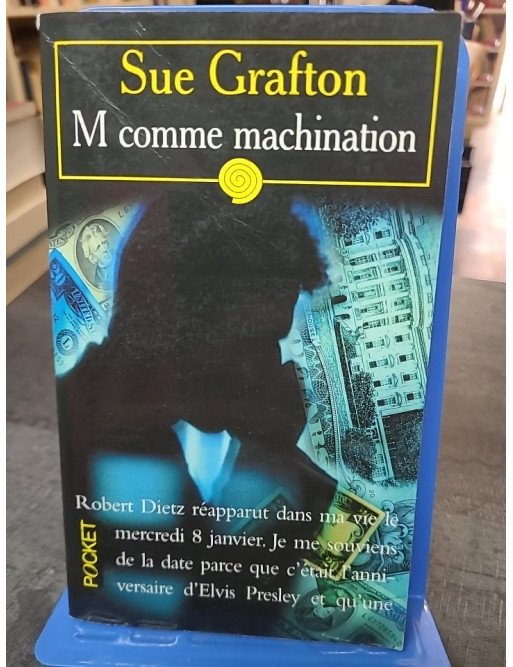 Sue Grafton
M comme machination
Robert Dietz réapparut dans ma vie le
mercredi 8 janvier. Je me souviens
de la date parce que c'était l'anni-
versaire d'Elvis Presley et qu'une
POCKET